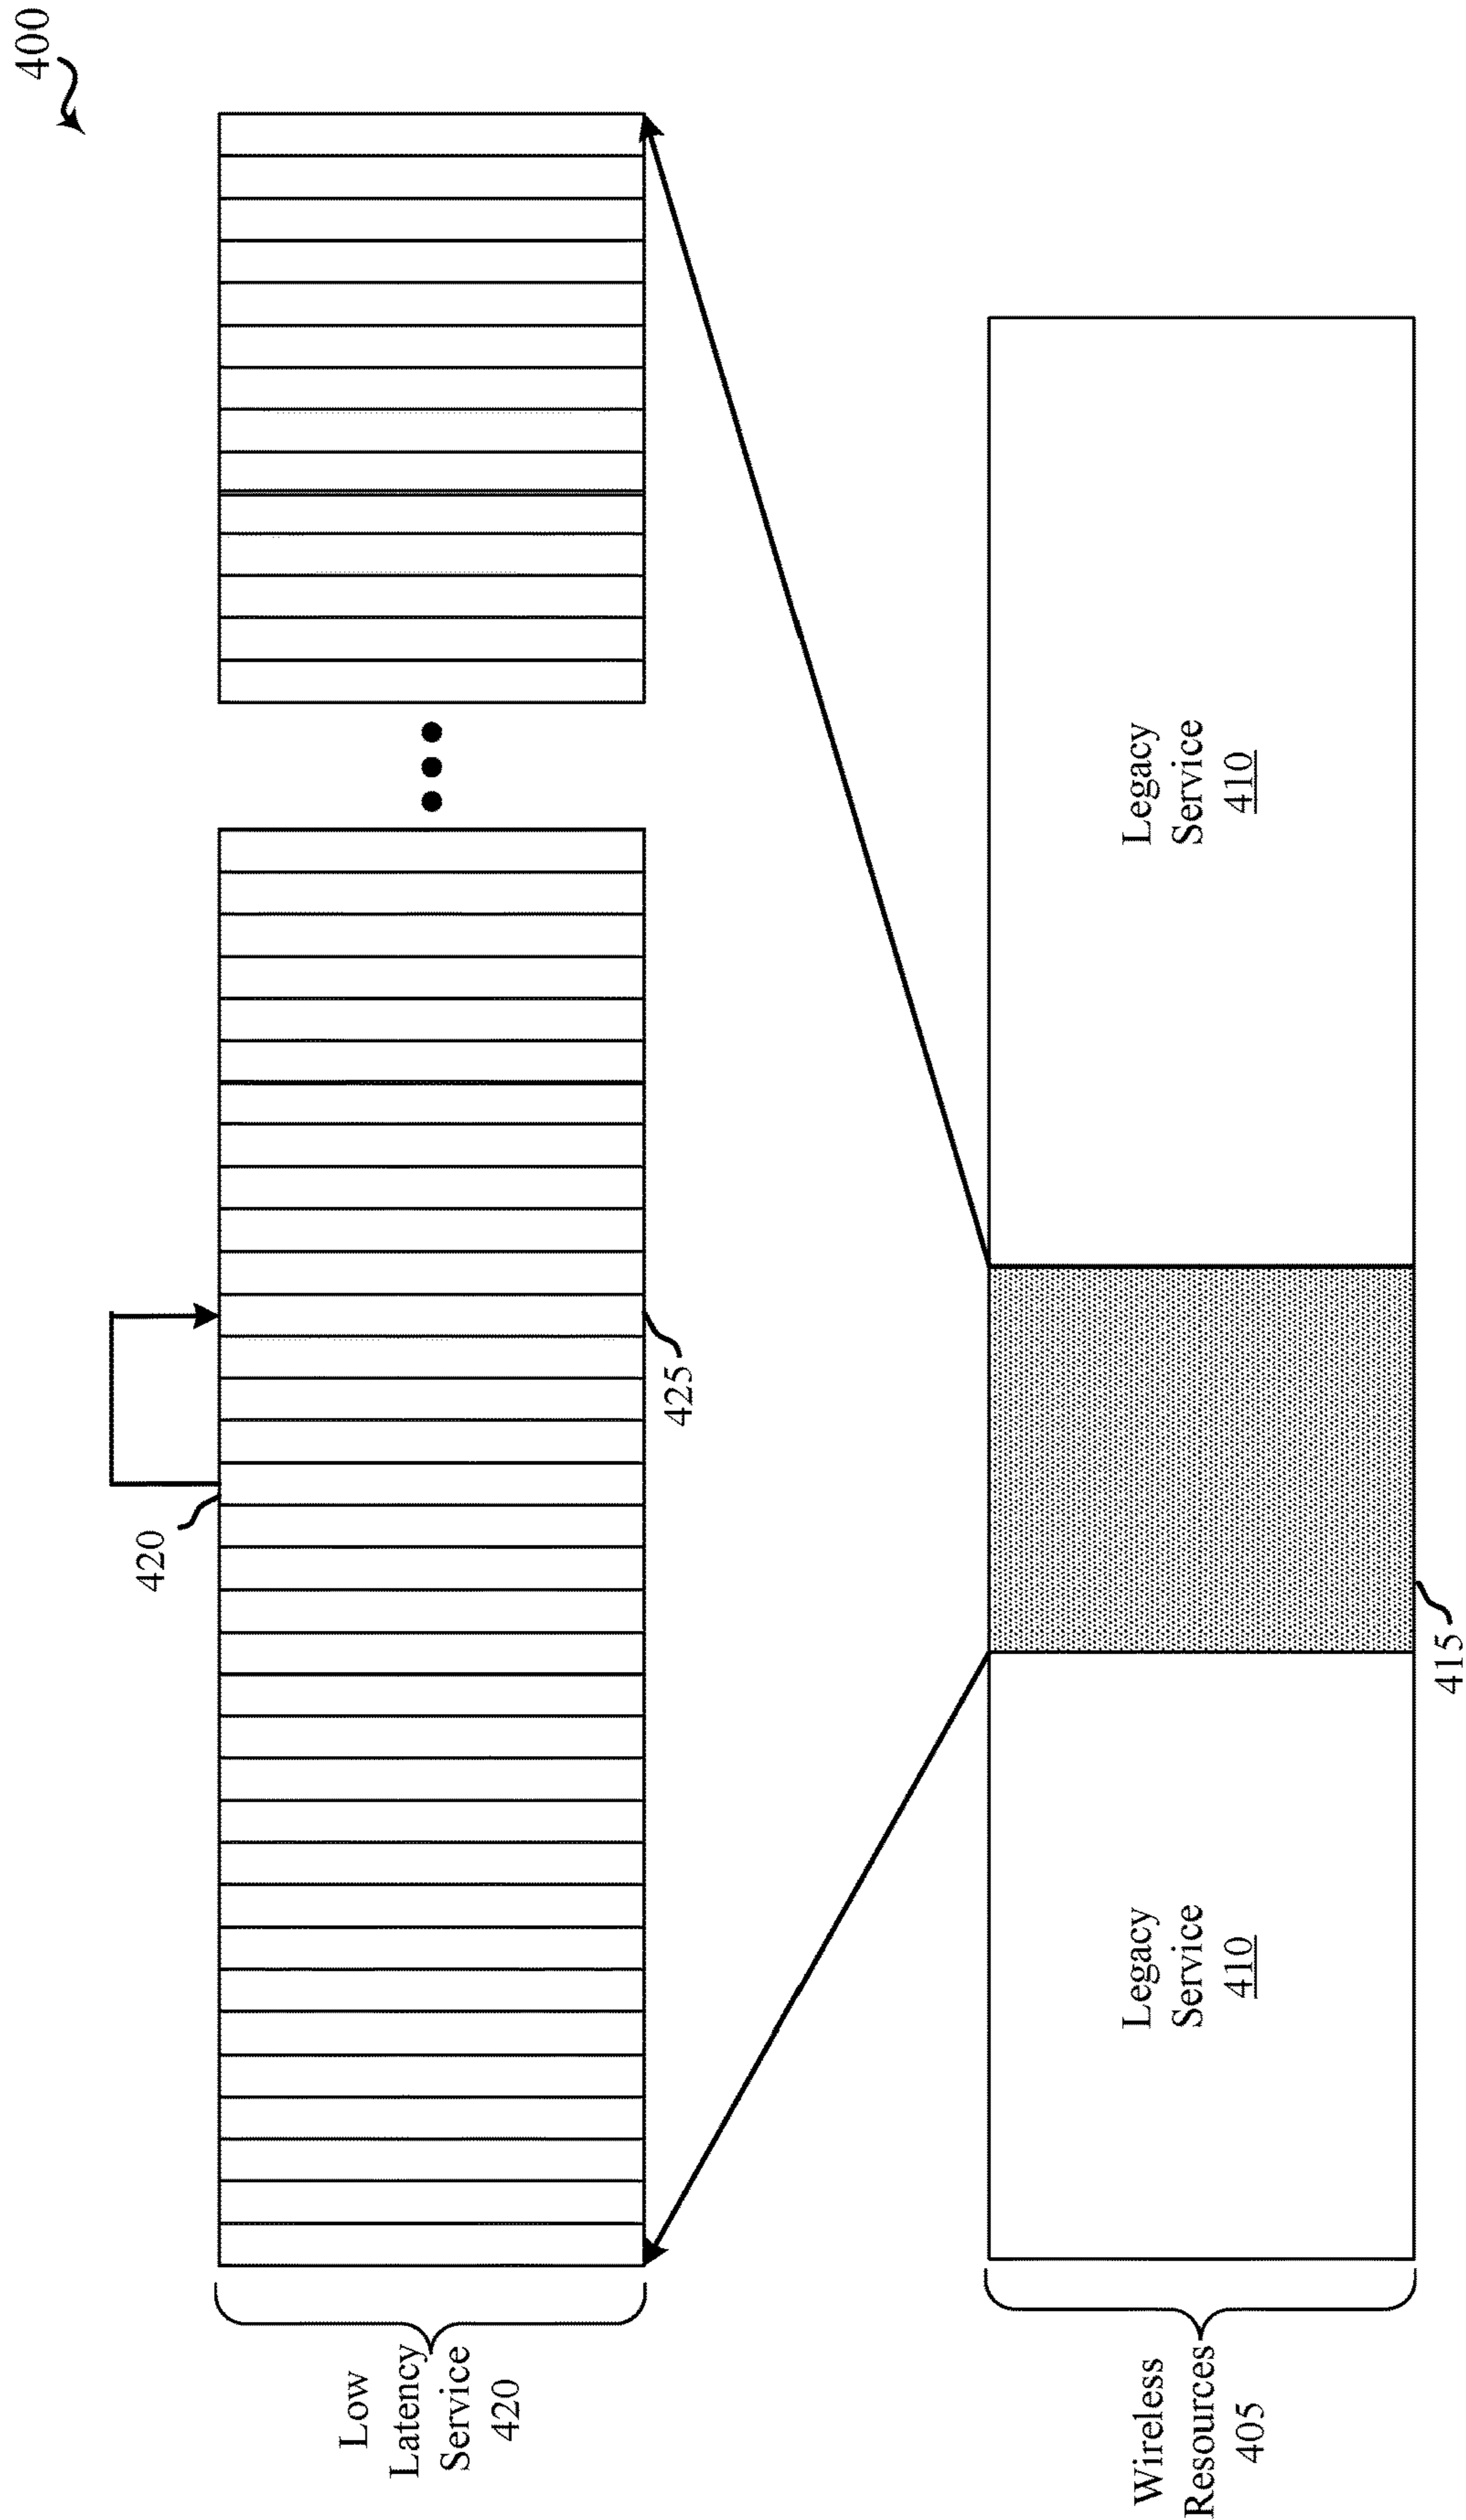 400
Low
Latency
Service
420
420
425
Wireless
Resources
405
Legacy
Service
410
Legacy
Service
410
415